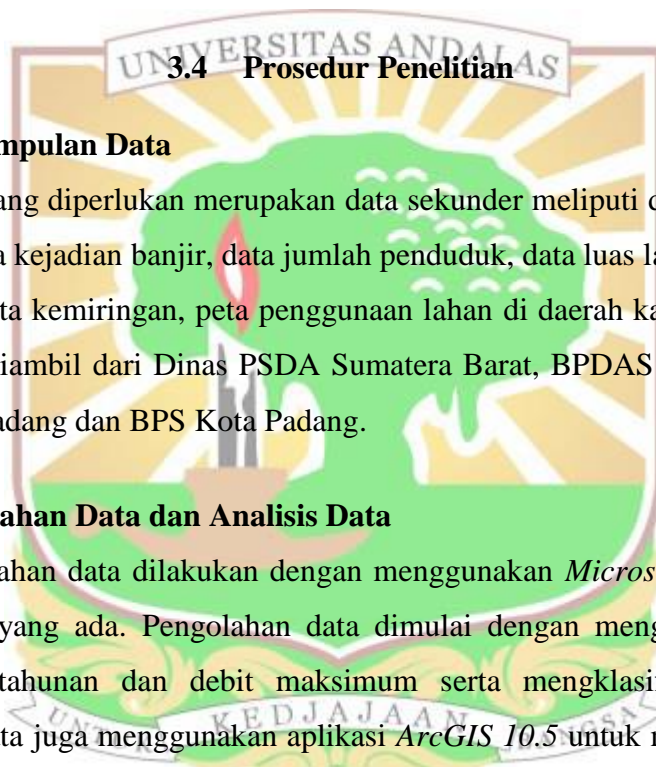 UNIVERSITAS ANDALAS
3.4 Prosedur Penelitian
mpulan Data
ang diperlukan merupakan data sekunder meliputi
a kejadian banjir, data jumlah penduduk, data luas
ta kemiringan, peta penggunaan lahan di daerah
iambil dari Dinas PSDA Sumatera Barat, BPDAS
adang dan BPS Kota Padang.
ahan Data dan Analisis Data
ahan data dilakukan dengan menggunakan Micros
yang ada. Pengolahan data dimulai dengan meng
tahunan dan debit maksimum serta mengklasif
ta juga menggunakan aplikasi ArcGIS 10.5 untuk
UNTUK KEDJAJAAN BANGSA